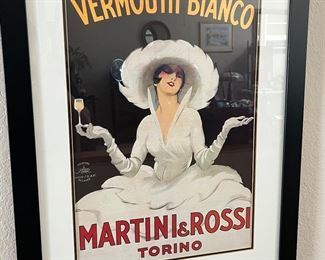 VERMOUTH BIANCO
MARTINI & ROSSI
TORINO